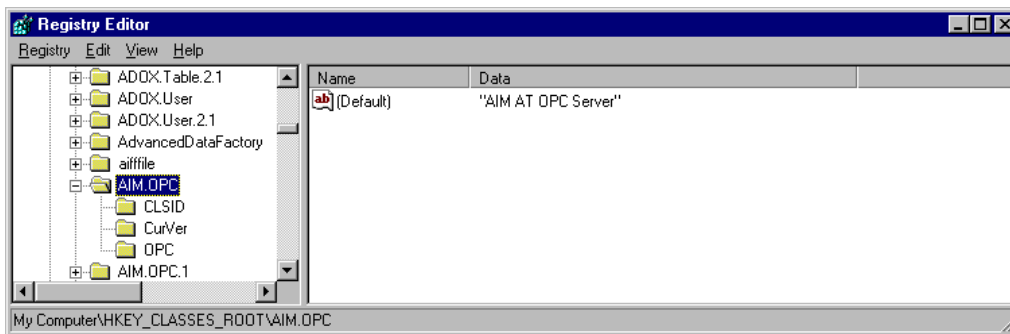 Registry Editor
Registry Edit View Help
ADOX.Table.2.1
ADOX.User
ADOX.User.2.1
AdvancedDataFactory
aifffile
AIM.OPC
CLSID
CurVer
OPC
AIM.OPC.1
Name Data
ab (Default) "AIM AT OPC Server"
My Computer\HKEY_CLASSES_ROOT\AIM.OPC